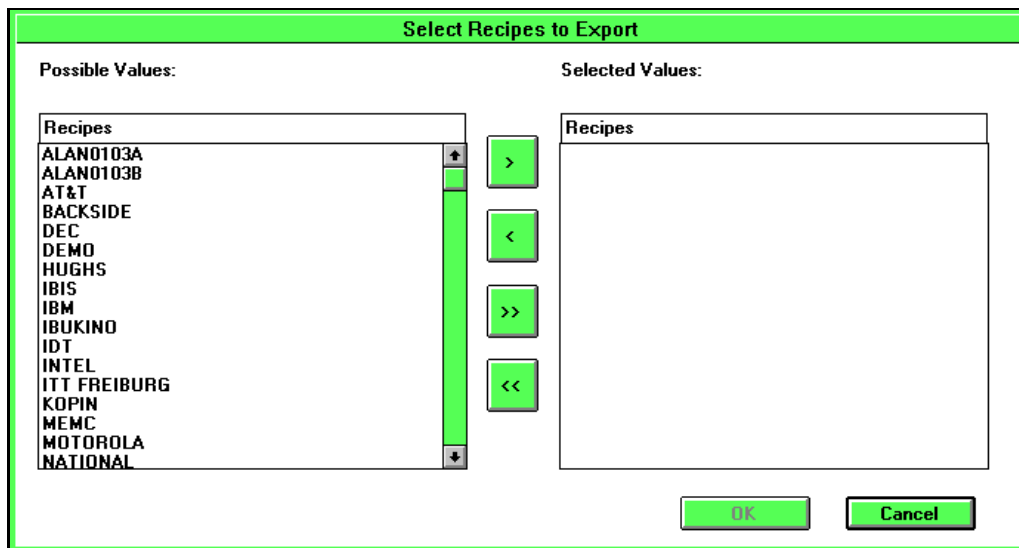 Select Recipes to Export
Possible Values:
Selected Values:
Recipes
ALAN0103A
ALAN0103B
AT&T
BACKSIDE
DEC
DEMO
HUGHS
IBIS
IBM
IBUKINO
IDT
INTEL
ITT FREIBURG
KOPIN
MEMC
MOTOROLA
NATIONAL
>
<
>>
<<
Recipes
OK
Cancel